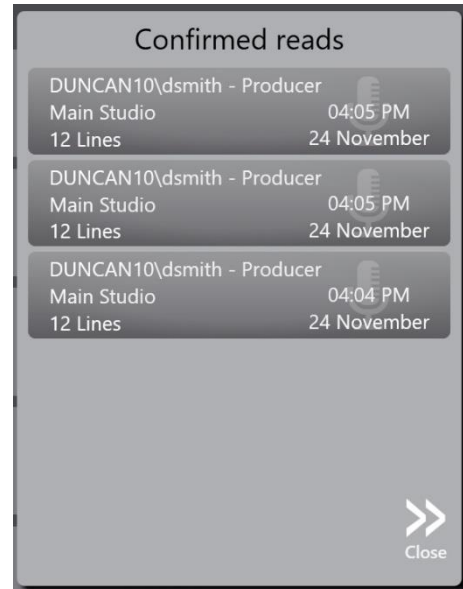 Confirmed reads
DUNCAN10\dsmith - Producer
Main Studio 04:05 PM
12 Lines 24 November
DUNCAN10\dsmith - Producer
Main Studio 04:05 PM
12 Lines 24 November
DUNCAN10\dsmith - Producer
Main Studio 04:04 PM
12 Lines 24 November
Close